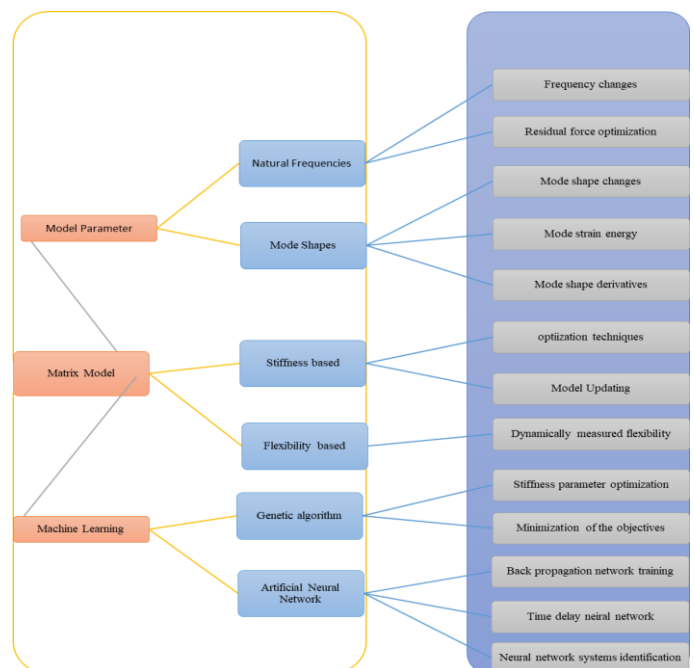 Model Parameter
Matrix Model
Machine Learning
Natural Frequencies
Mode Shapes
Stiffness based
Flexibility based
Genetic algorithm
Artificial Neural
Network
Frequency changes
Residual force optimization
Mode shape changes
Mode strain energy
Mode shape derivatives
optiization techniques
Model Updating
Dynamically measured flexibility
Stiffness parameter optimization
Minimization of the objectives
Back propagation network training
Time delay neiral network
Neural network systems identification